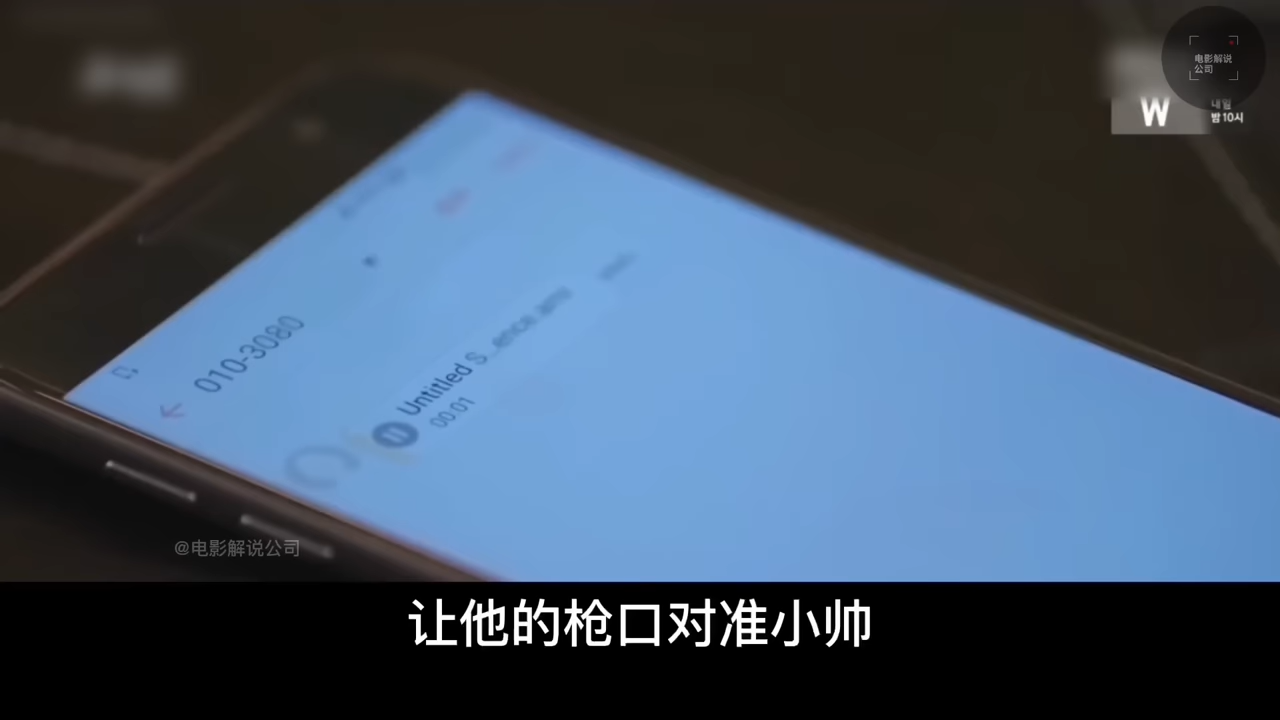 电影解说
公司
W
내일
밤 10시
010-3080
Untitled S...ence.amr
00:01
@电影解说公司
让他的枪口对准小帅